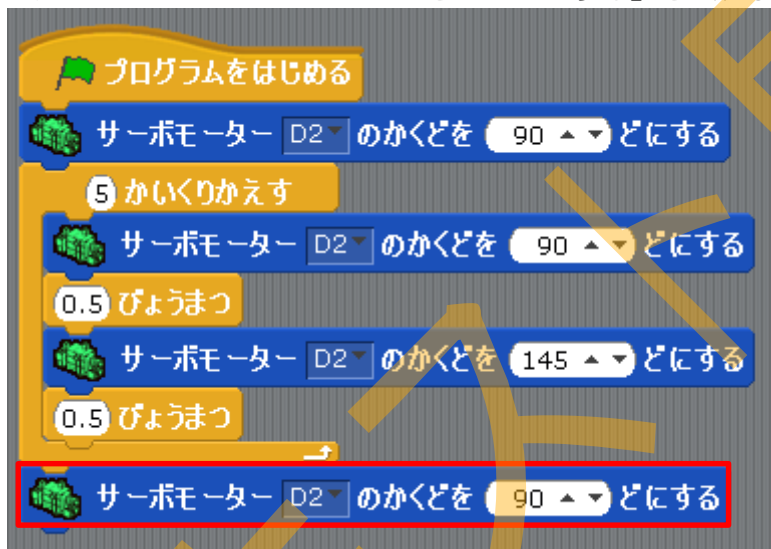 プログラムをはじめる
サーボモーター D2 のかくどを 90 どにする
5 かいくりかえす
サーボモーター D2 のかくどを 90 どにする
0.5 びょうまつ
サーボモーター D2 のかくどを 145 どにする
0.5 びょうまつ
サーボモーター D2 のかくどを 90 どにする